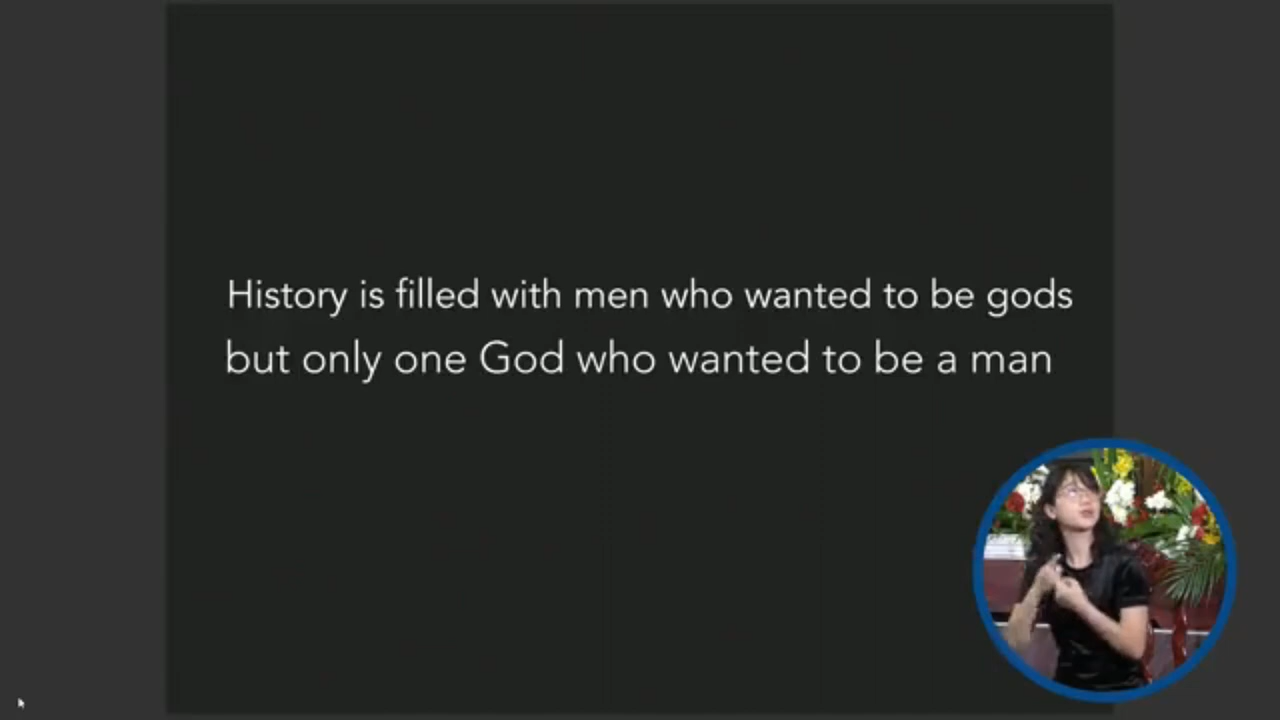 History is filled with men who wanted to be gods
but only one God who wanted to be a man